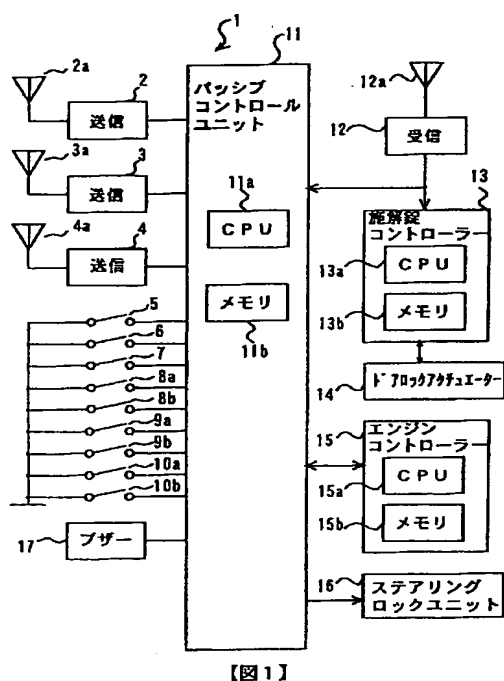 1
11
2a
2
送信
3a
3
送信
4a
4
送信
パッシブ
コントロール
ユニット
11a
CPU
メモリ
11b
5
6
7
8a
8b
9a
9b
10a
10b
17
ブザー
12a
12
受信
13
施解錠
コントローラー
13a
CPU
13b
メモリ
14
ドアロックアクチュエーター
15
エンジン
コントローラー
15a
CPU
15b
メモリ
16
ステアリング
ロックユニット
【図1】